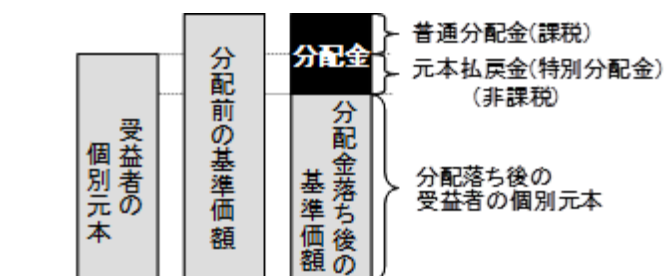 受益者の
個別元本
分配前の基準価額
分配金
分配金落ち後の
基準価額
普通分配金(課税)
元本払戻金(特別分配金)
(非課税)
分配落ち後の
受益者の個別元本